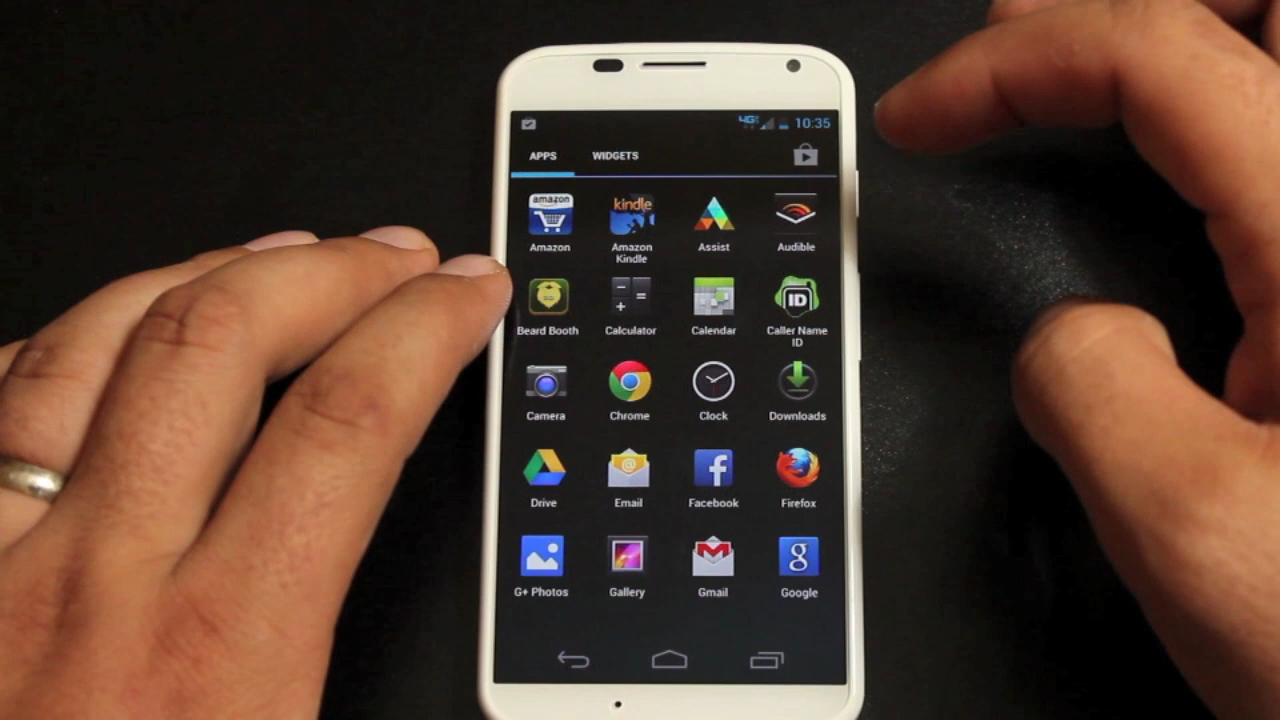 4G 10:35
APPS WIDGETS
amazon kindle
Amazon Amazon Kindle Assist Audible
ID
Beard Booth Calculator Calendar Caller Name ID
Camera Chrome Clock Downloads
@ f
Drive Email Facebook Firefox
g
G+ Photos Gallery Gmail Google